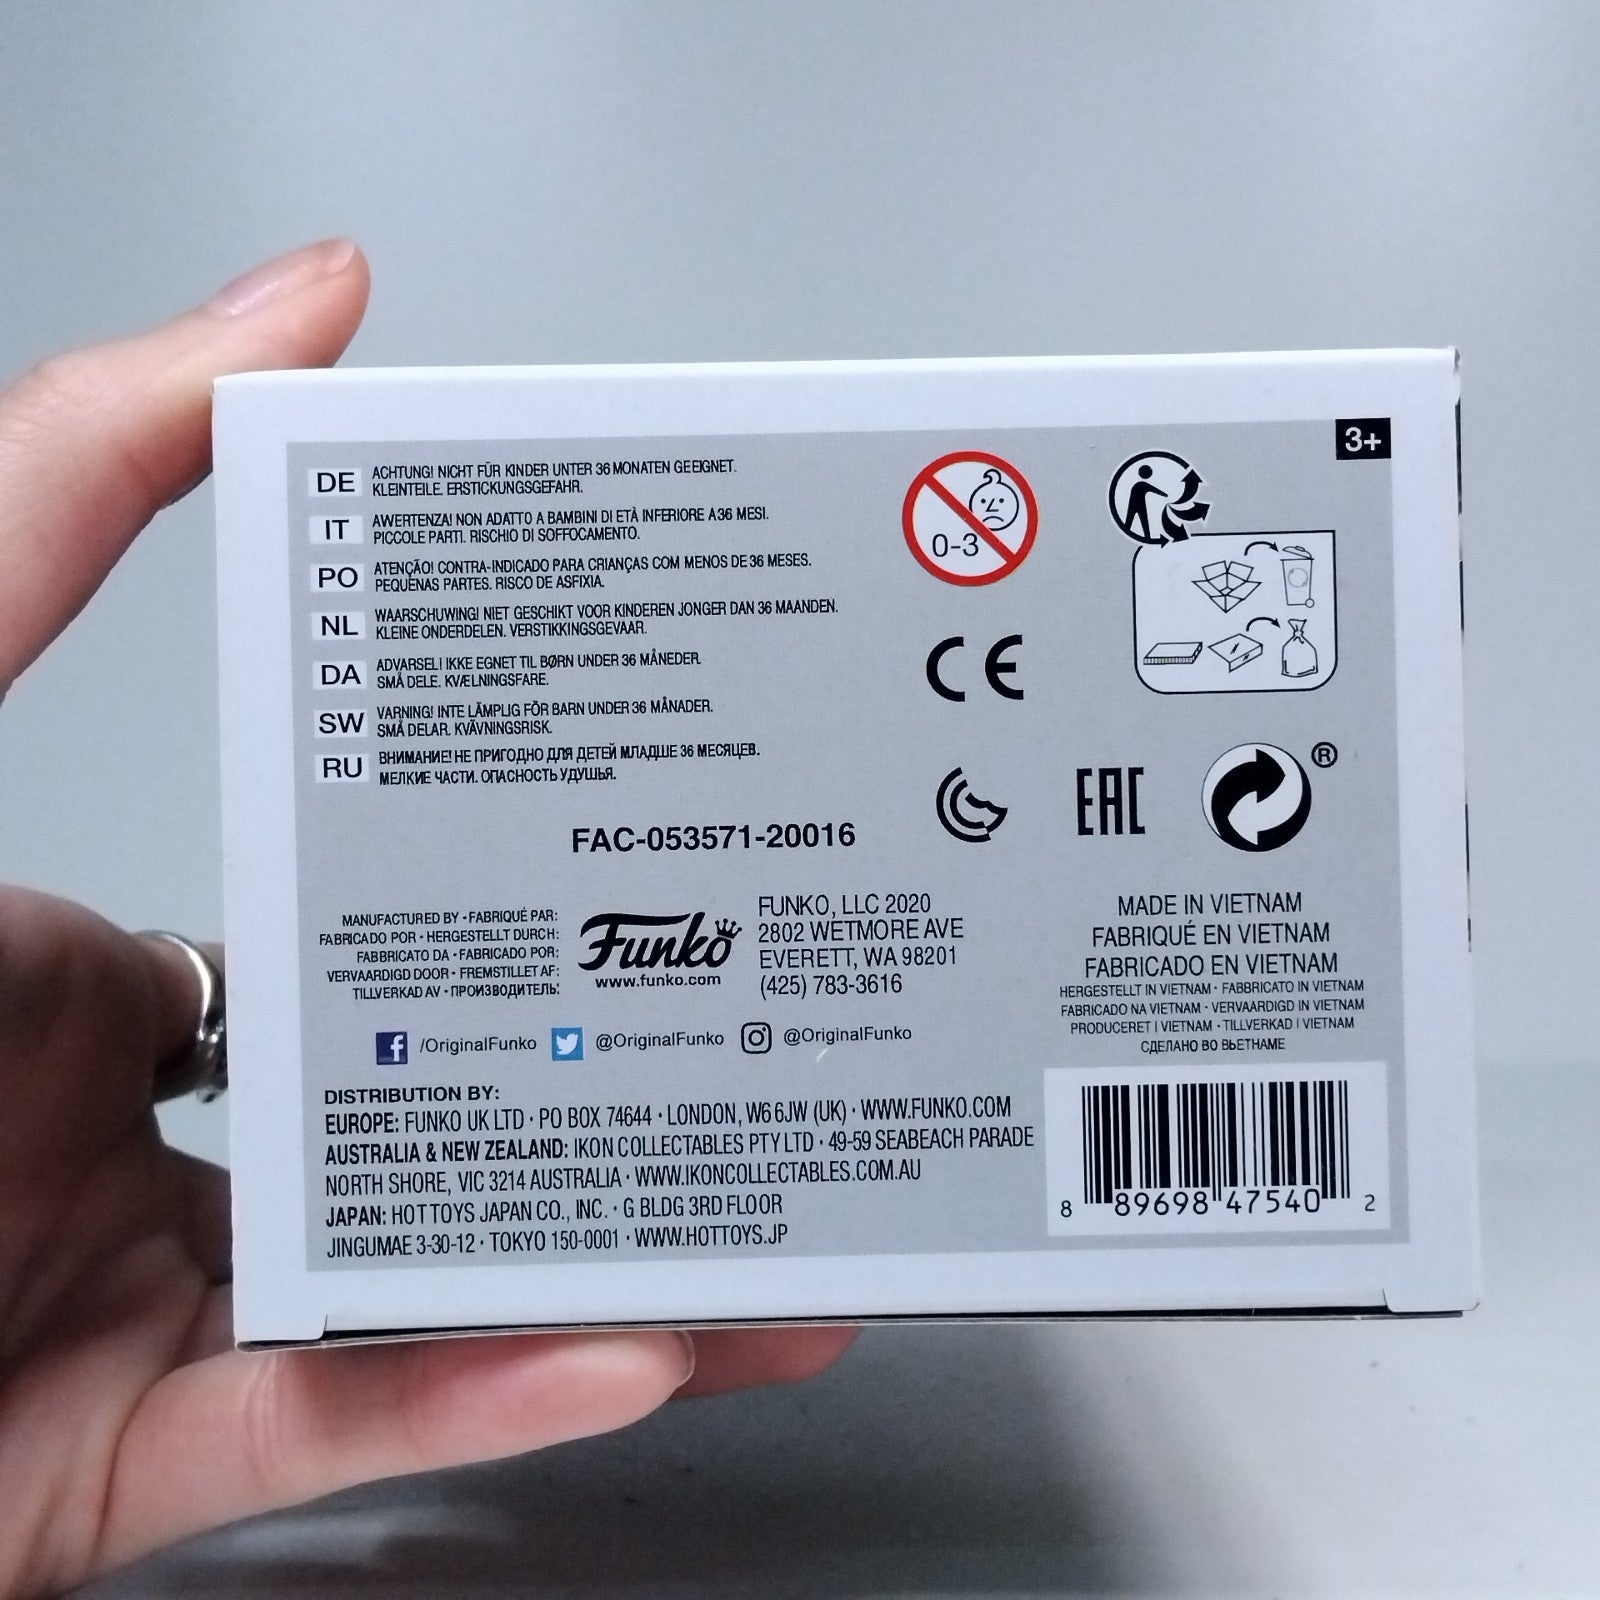 3+
DE ACHTUNG! NICHT FÜR KINDER UNTER 36 MONATEN GEEIGNET.
KLEINTEILE. ERSTICKUNGSGEFAHR.
IT AWERTENZA! NON ADATTO A BAMBINI DI ETÀ INFERIORE A 36 MESI.
PICCOLE PARTI. RISCHIO DI SOFFOCAMENTO.
PO ATENÇÃO! CONTRA-INDICADO PARA CRIANÇAS COM MENOS DE 36 MESES.
PEQUENAS PARTES. RISCO DE ASFIXIA.
NL WAARSCHUWING! NIET GESCHIKT VOOR KINDEREN JONGER DAN 36 MAANDEN.
KLEINE ONDERDELEN. VERSTIKKINGSGEVAAR.
DA ADVARSEL! IKKE EGNET TIL BØRN UNDER 36 MÅNEDER.
SMÅ DELE. KVÆLNINGSFARE.
SW VARNING! INTE LÄMPLIG FÖR BARN UNDER 36 MÅNADER.
SMÅ DELAR. KVÄVNINGSRISK.
RU ВНИМАНИЕ! НЕ ПРИГОДНО ДЛЯ ДЕТЕЙ МЛАДШЕ 36 МЕСЯЦЕВ.
МЕЛКИЕ ЧАСТИ. ОПАСНОСТЬ УДУШЬЯ.
0-3
CE
EAC
®
FAC-053571-20016
MANUFACTURED BY • FABRIQUÉ PAR:
FABRICADO POR • HERGESTELLT DURCH:
FABBRICATO DA • FABRICADO POR:
VERVAARDIGD DOOR • FREMSTILLET AF:
TILLVERKAD AV • ПРОИЗВОДИТЕЛЬ:
Funko
www.funko.com
FUNKO, LLC 2020
2802 WETMORE AVE
EVERETT, WA 98201
(425) 783-3616
MADE IN VIETNAM
FABRIQUÉ EN VIETNAM
FABRICADO EN VIETNAM
HERGESTELLT IN VIETNAM • FABBRICATO IN VIETNAM
FABRICADO NA VIETNAM • VERVAARDIGD IN VIETNAM
PRODUCERET I VIETNAM • TILLVERKAD I VIETNAM
СДЕЛАНО ВО ВЬЕТНАМЕ
f /OriginalFunko @OriginalFunko @OriginalFunko
DISTRIBUTION BY:
EUROPE: FUNKO UK LTD • PO BOX 74644 • LONDON, W6 6JW (UK) • WWW.FUNKO.COM
AUSTRALIA & NEW ZEALAND: IKON COLLECTABLES PTY LTD • 49-59 SEABEACH PARADE
NORTH SHORE, VIC 3214 AUSTRALIA • WWW.IKONCOLLECTABLES.COM.AU
JAPAN: HOT TOYS JAPAN CO., INC. • G BLDG 3RD FLOOR
JINGUMAE 3-30-12 • TOKYO 150-0001 • WWW.HOTTOYS.JP
8 89698 47540 2